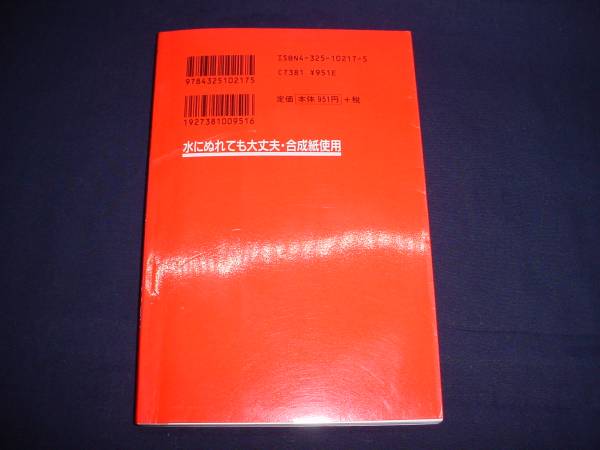 ISBN4-325-10217-5
C7381 ¥951E
9784325102175
定価 本体951円 +税
1927381009516
水にぬれても大丈夫・合成紙使用